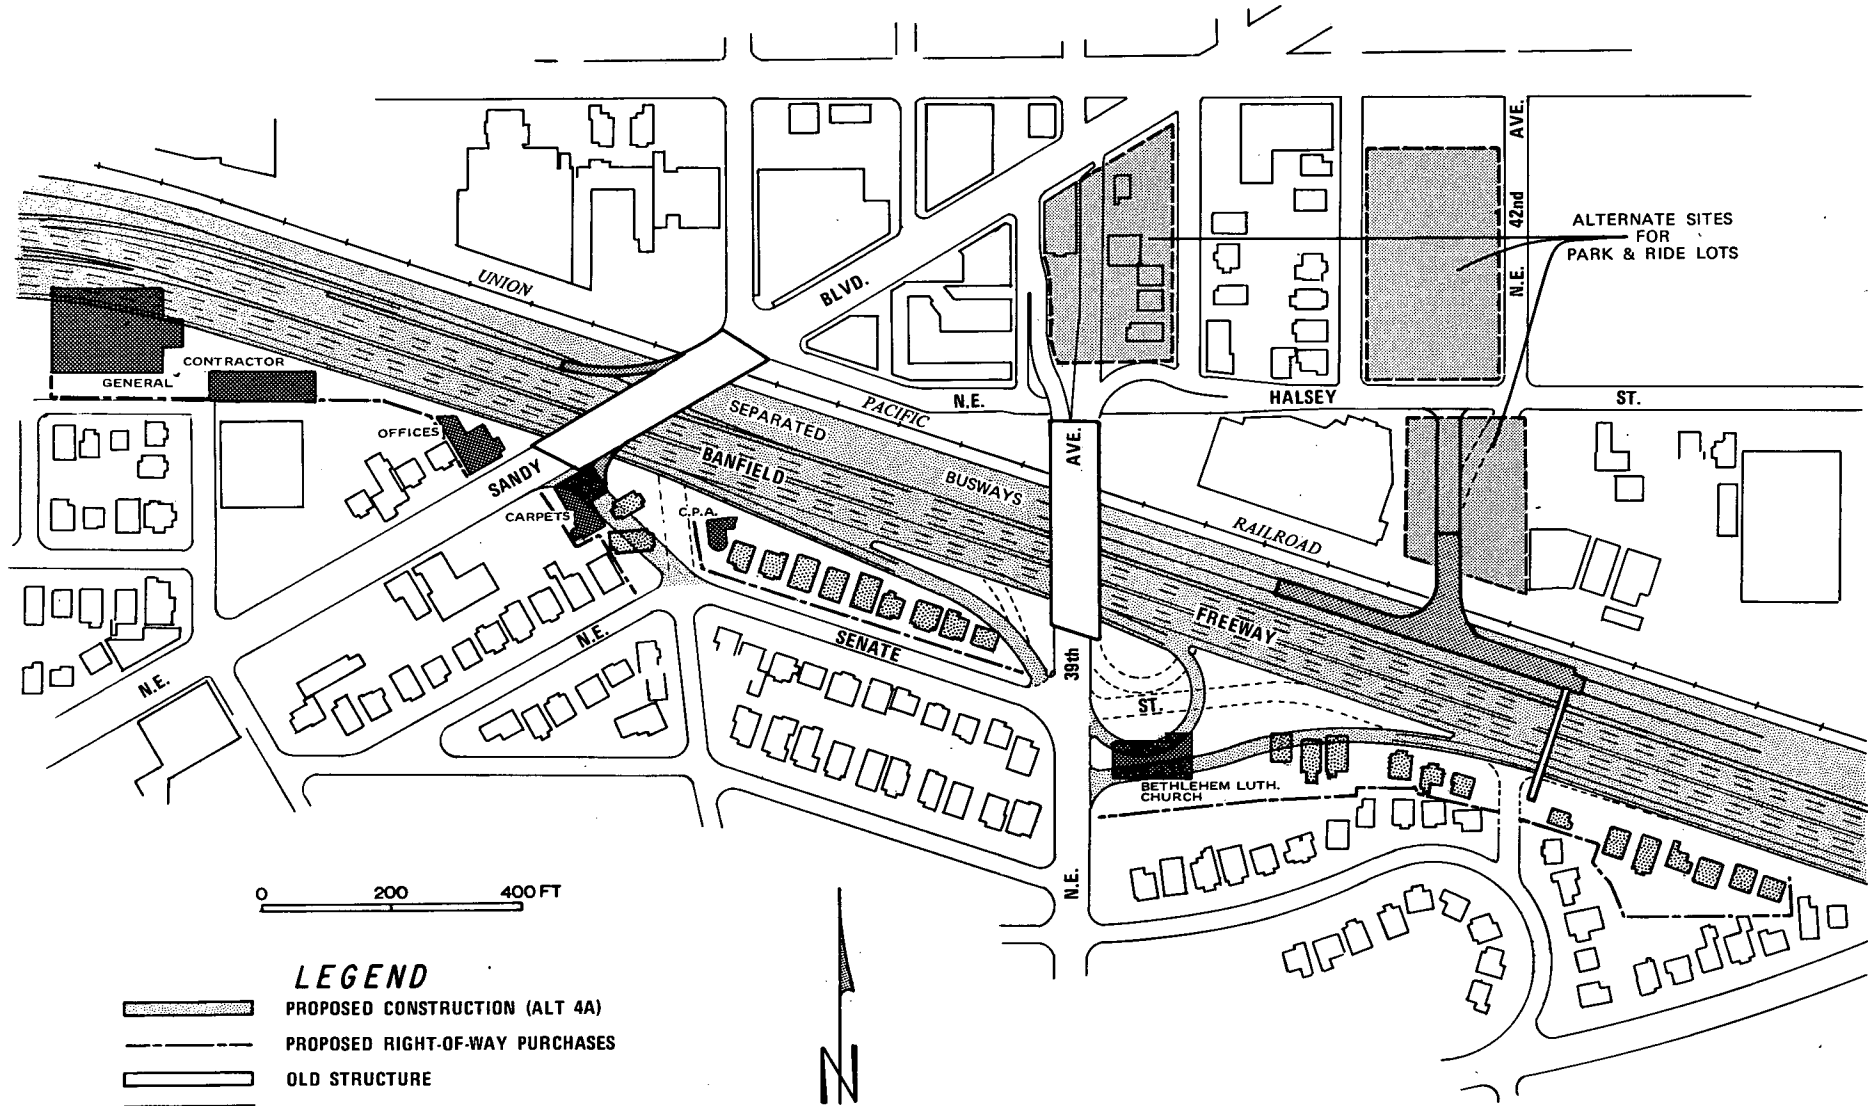 AVE.
42nd
N.E.
ALTERNATE SITES
FOR
PARK & RIDE LOTS
UNION
BLVD.
CONTRACTOR
GENERAL
N.E.
HALSEY
ST.
PACIFIC
SEPARATED
OFFICES
BANFIELD
AVE.
SANDY
BUSWAYS
CARPETS
C.P.A.
RAILROAD
FREEWAY
N.E.
SENATE
39th
N.E.
ST.
BETHLEHEM LUTH.
CHURCH
N.E.
0 200 400 FT
LEGEND
PROPOSED CONSTRUCTION (ALT 4A)
PROPOSED RIGHT-OF-WAY PURCHASES
OLD STRUCTURE
N